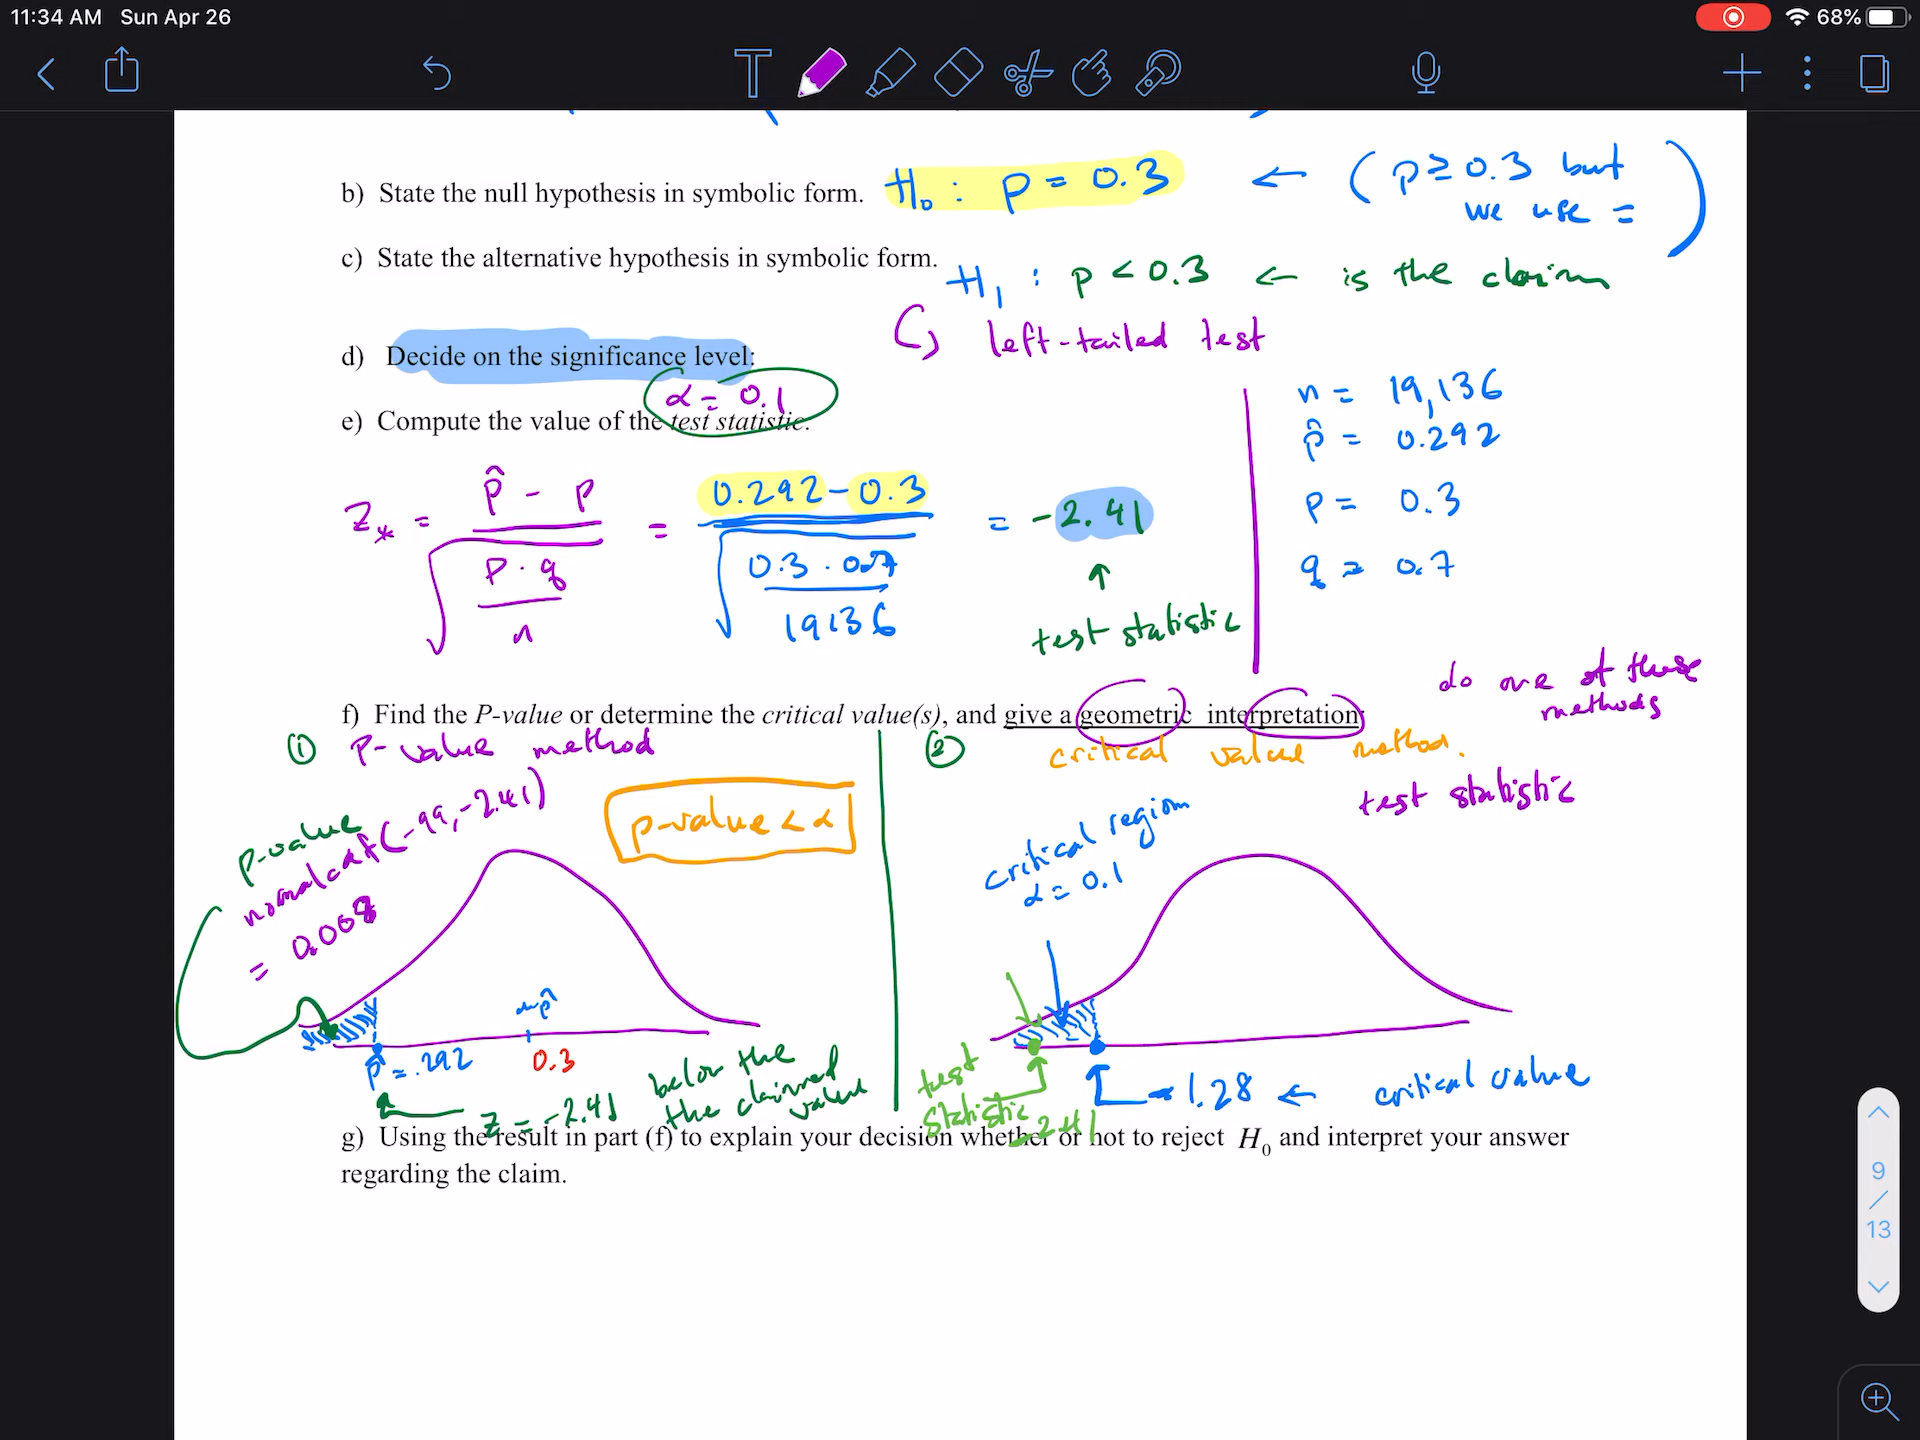 11:34 AM Sun Apr 26
68%
b) State the null hypothesis in symbolic form. H₀ : p = 0.3 ← ( p ≥ 0.3 but
we use = )
c) State the alternative hypothesis in symbolic form. H₁ : p < 0.3 ← is the claim
left-tailed test
d) Decide on the significance level:
α = 0.1
e) Compute the value of the test statistic.
n = 19,136
p̂ = 0.292
p = 0.3
q = 0.7
z* = (p̂ - p) / √(p · q / n) = (0.292 - 0.3) / √(0.3 · 0.7 / 19136) = -2.41
↑
test statistic
do one of these
methods
f) Find the P-value or determine the critical value(s), and give a geometric interpretation:
① P-value method
p-value
normalcdf(-99, -2.41)
= 0.008
p-value < α
p̂ = .292
μp̂
0.3
z = -2.41
below the
the claimed
value
② critical value method.
test statistic
critical region
α = 0.1
test
statistic
-2.41
-1.28 ← critical value
g) Using the result in part (f) to explain your decision whether or not to reject H₀ and interpret your answer
regarding the claim.
9
/
13